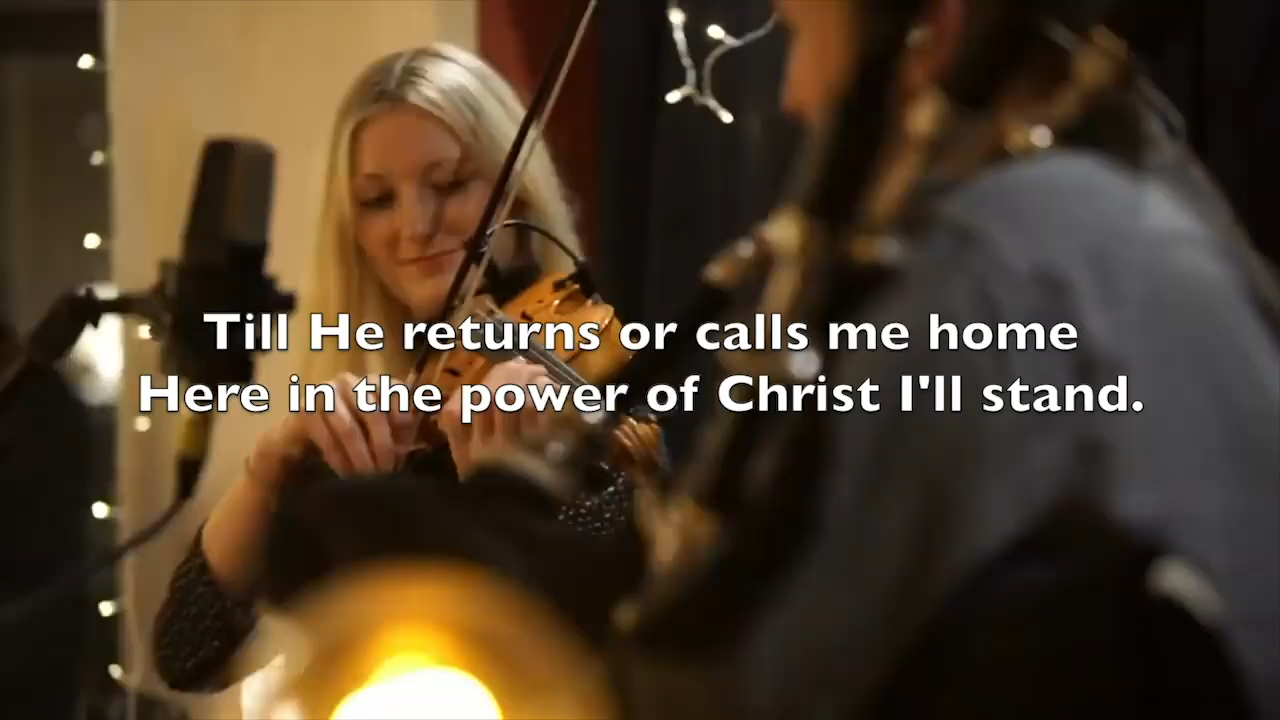 Till He returns or calls me home
Here in the power of Christ I'll stand.